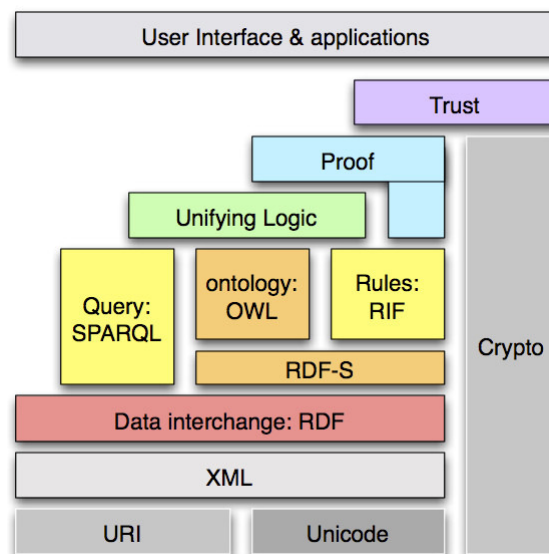 User Interface & applications
Trust
Proof
Unifying Logic
Query:
SPARQL
ontology:
OWL
Rules:
RIF
Crypto
RDF-S
Data interchange: RDF
XML
URI
Unicode